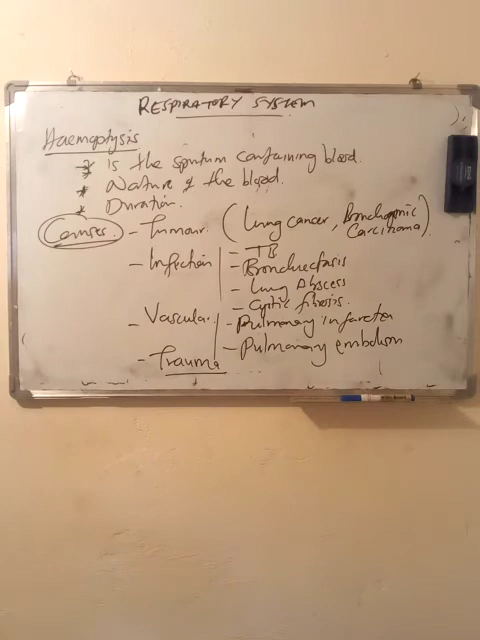 RESPIRATORY SYSTEM
Haemoptysis
* Is the sputum containing blood.
* Nature of the blood.
* Duration.
Causes. - Tumour. (Lung cancer, Bronchogenic Carcinoma).
- Infection - TB
- Bronchiectasis
- Lung Abscess
- Cystic fibrosis.
- Vascular. - Pulmonary infarction
- Pulmonary embolism
- Trauma